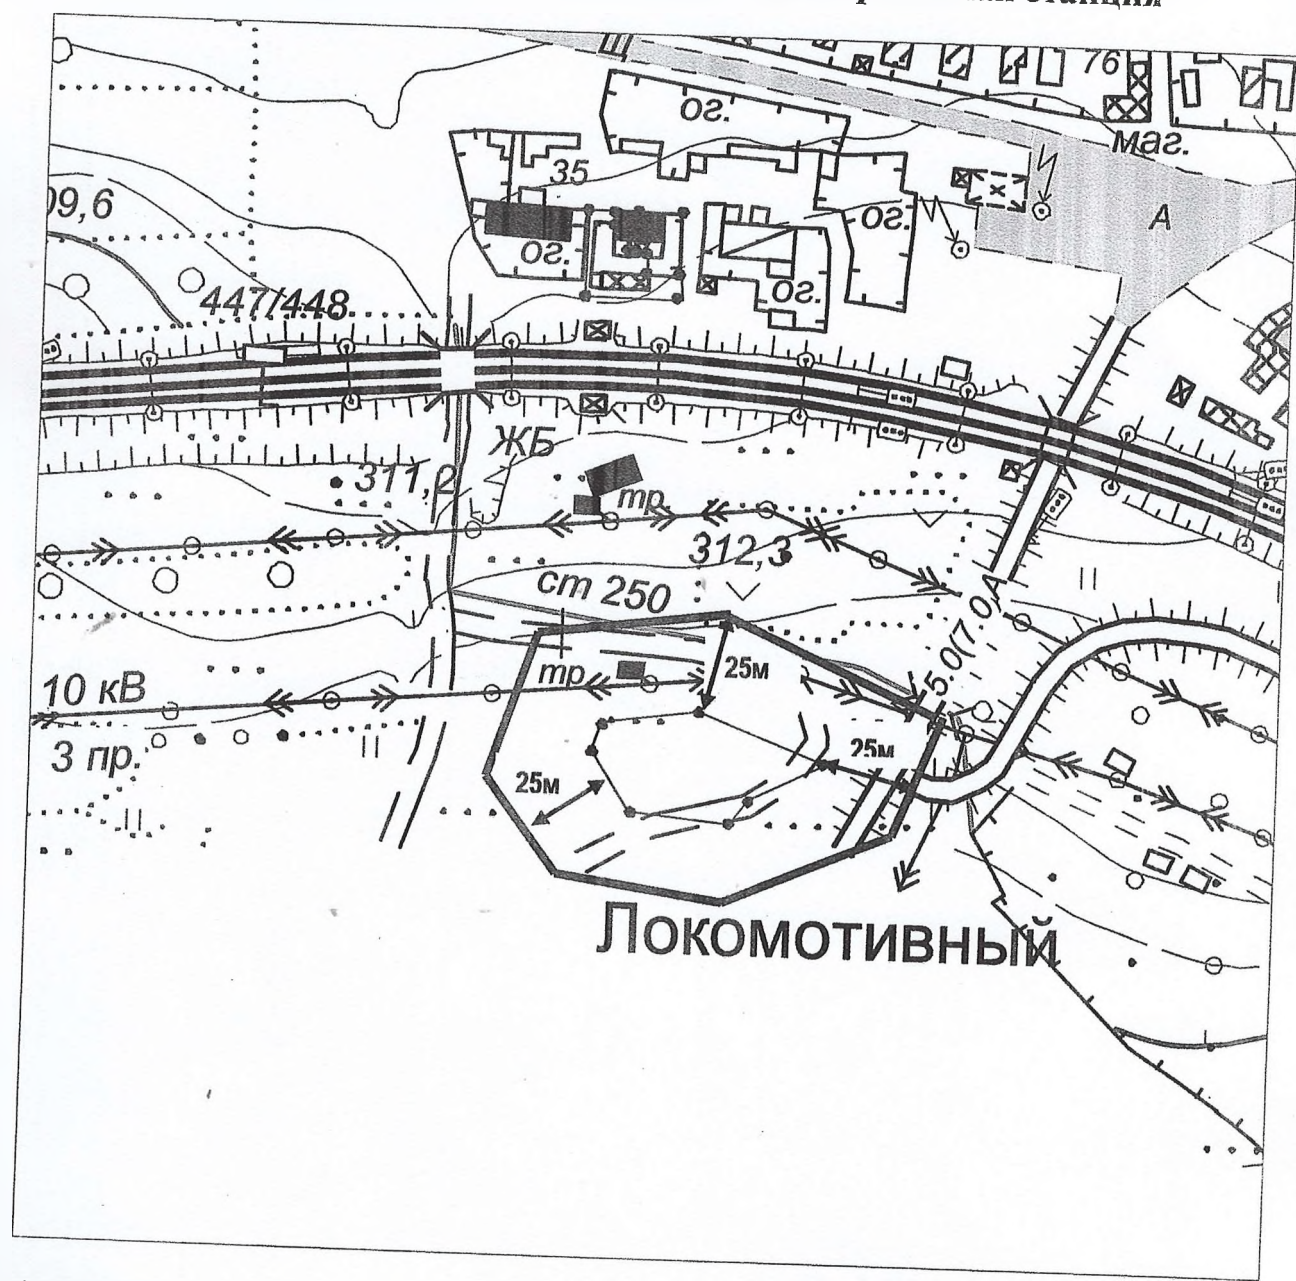 станция
76
маг.
ог.
35
09,6
ог.
А
ог.
ог.
447/448
ЖБ
311,2
тр.
312,3
ст 250
5.0(7.0)А
25м
тр.
10 кВ
3 пр.
25м
25м
Локомотивный